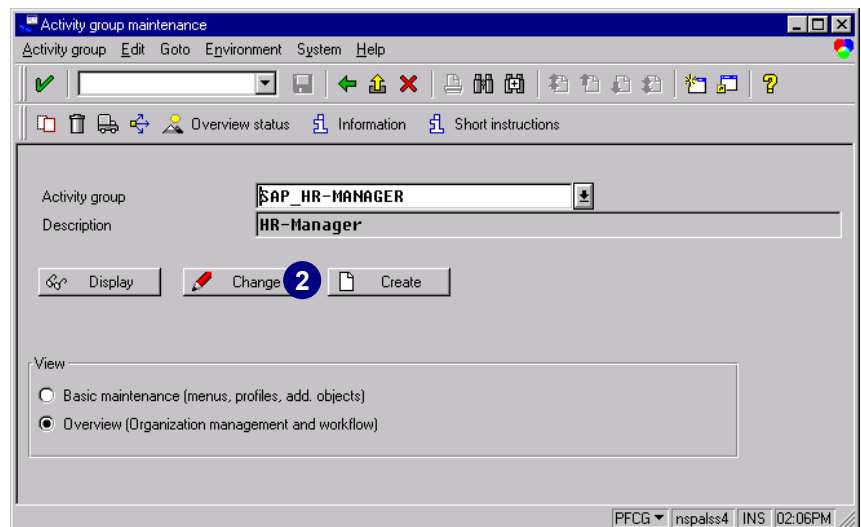 Activity group maintenance
Activity group Edit Goto Environment System Help
Overview status Information Short instructions
Activity group SAP_HR-MANAGER
Description HR-Manager
Display Change 2 Create
View
Basic maintenance (menus, profiles, add. objects)
Overview (Organization management and workflow)
PFCG nspalss4 INS 02:06PM